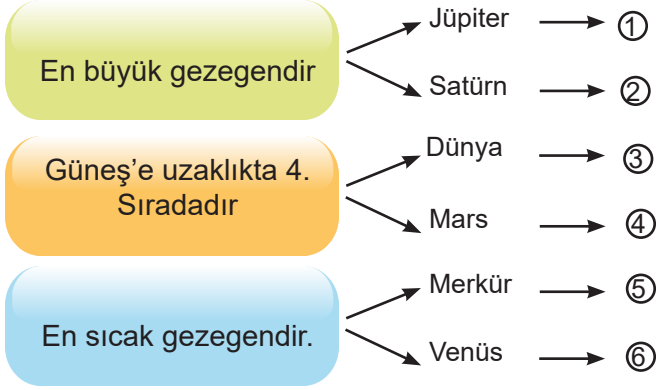 En büyük gezegendir
Jüpiter 1
Satürn 2
Güneş'e uzaklıkta 4.
Sıradadır
Dünya 3
Mars 4
En sıcak gezegendir.
Merkür 5
Venüs 6